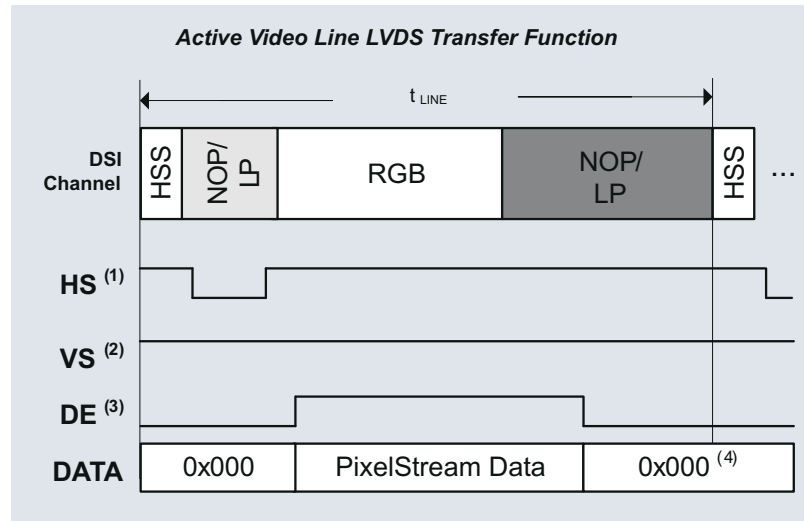 Active Video Line LVDS Transfer Function
t LINE
DSI Channel
HSS
NOP/
LP
RGB
NOP/
LP
HSS
...
HS (1)
VS (2)
DE (3)
DATA
0x000
PixelStream Data
0x000 (4)